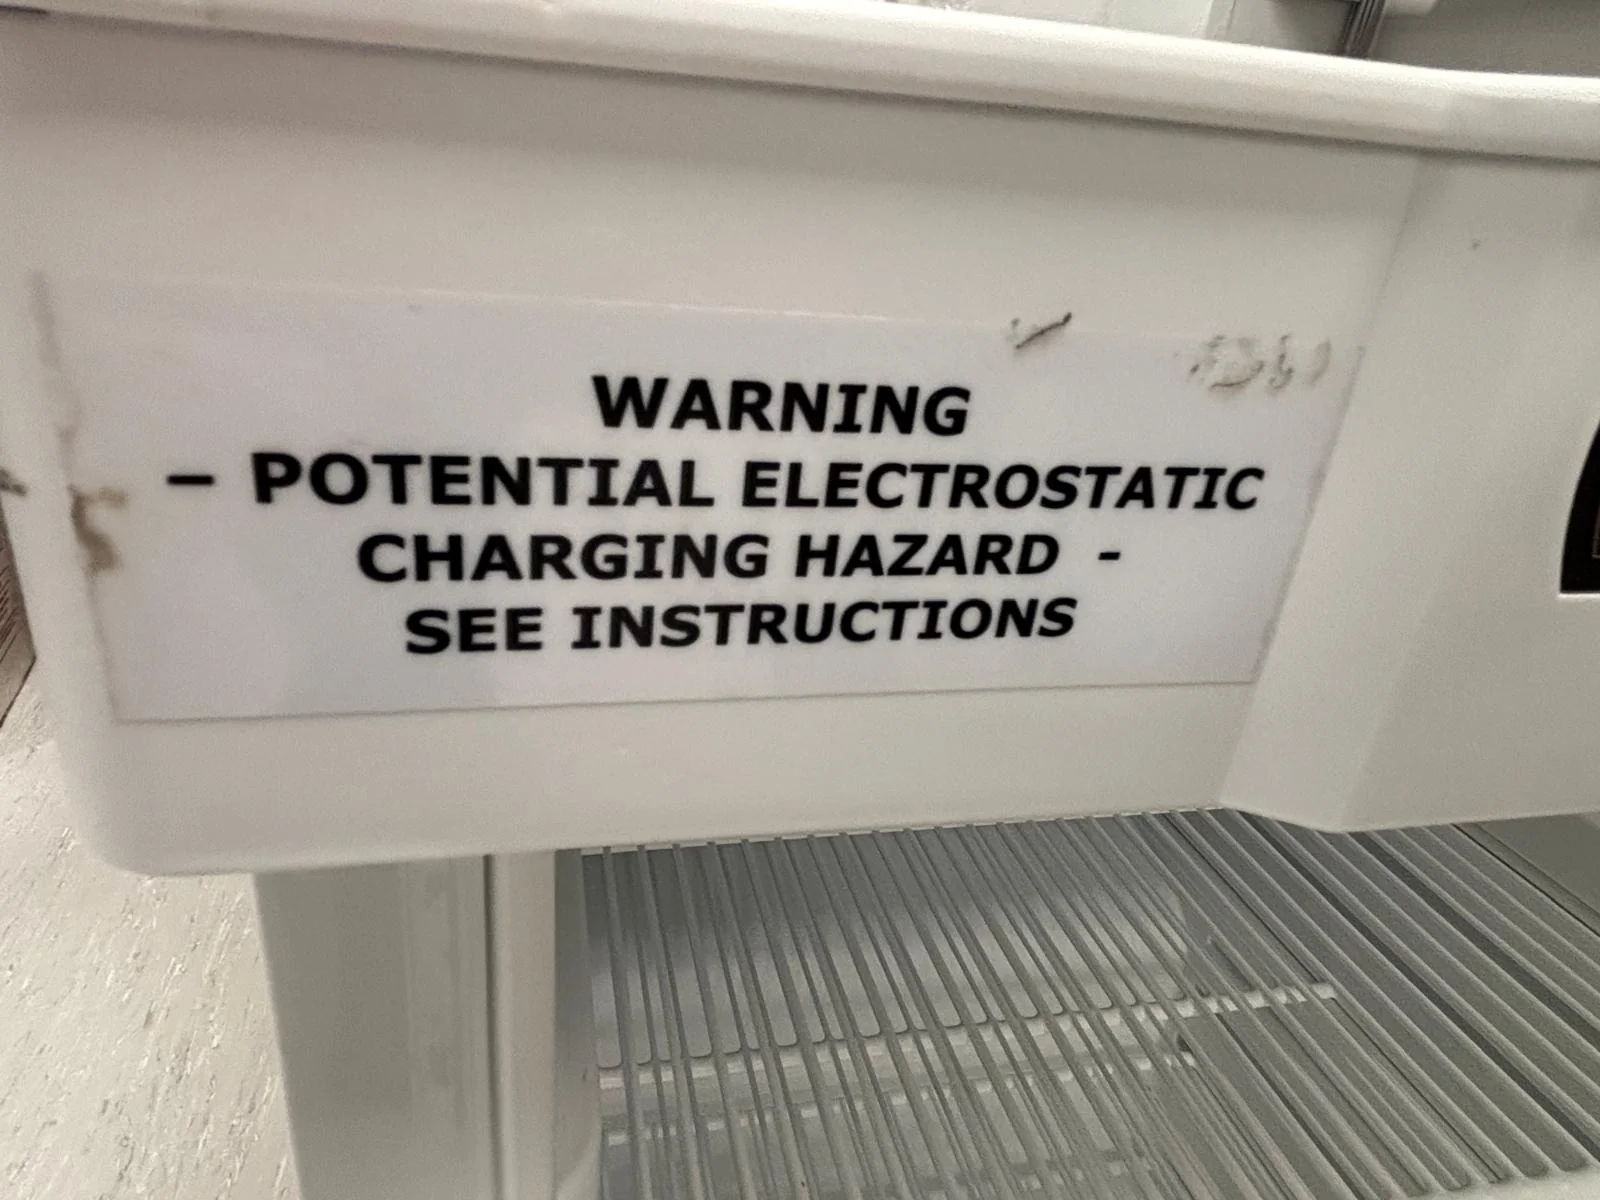 WARNING
– POTENTIAL ELECTROSTATIC
CHARGING HAZARD -
SEE INSTRUCTIONS